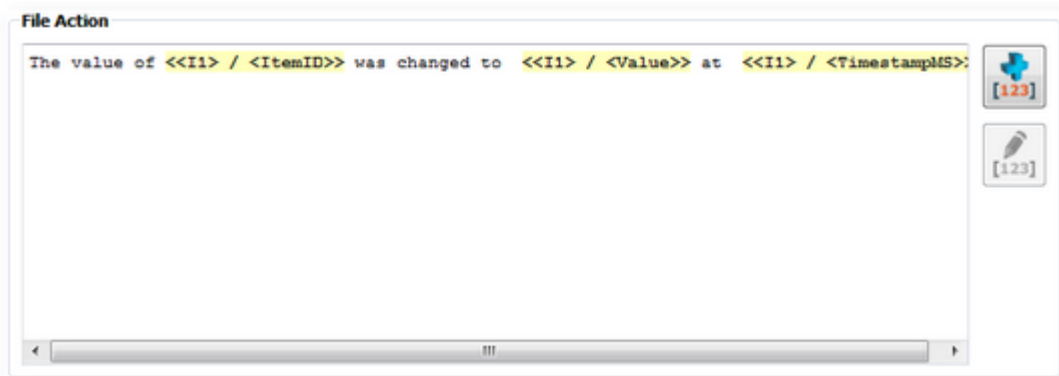 File Action
The value of <<I1> / <ItemID>> was changed to  <<I1> / <Value>> at  <<I1> / <TimestampMS>>
[123]
[123]